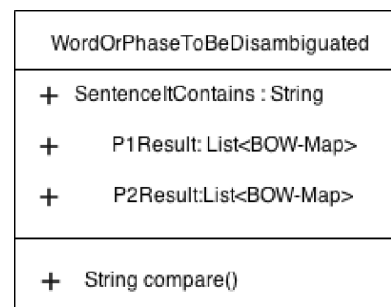 WordOrPhaseToBeDisambiguated
+ SentenceItContains : String
+ P1Result: List<BOW-Map>
+ P2Result:List<BOW-Map>
+ String compare()